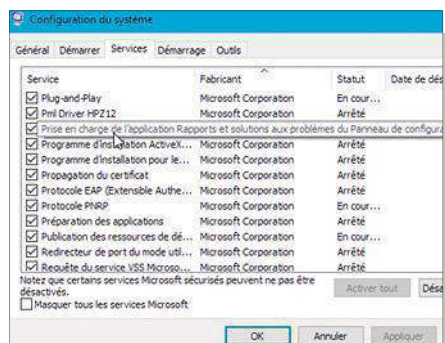 Configuration du système
Général Démarrer Services Démarrage Outils
Service Fabricant Statut Date de dés
Plug-and-Play Microsoft Corporation En cour...
Pml Driver HPZ12 Microsoft Corporation Arrêté
Prise en charge de l'application Rapports et solutions aux problèmes du Panneau de configura
Programme d'installation ActiveX... Microsoft Corporation Arrêté
Programme d'installation pour le... Microsoft Corporation Arrêté
Propagation du certificat Microsoft Corporation Arrêté
Protocole EAP (Extensible Authe... Microsoft Corporation Arrêté
Protocole PNRP Microsoft Corporation En cour...
Préparation des applications Microsoft Corporation Arrêté
Publication des ressources de dé... Microsoft Corporation En cour...
Redirecteur de port du mode util... Microsoft Corporation Arrêté
Requête du service VSS Microso... Microsoft Corporation Arrêté
Notez que certains services Microsoft sécurisés peuvent ne pas être
désactivés.
Activer tout Désa
Masquer tous les services Microsoft
OK Annuler Appliquer